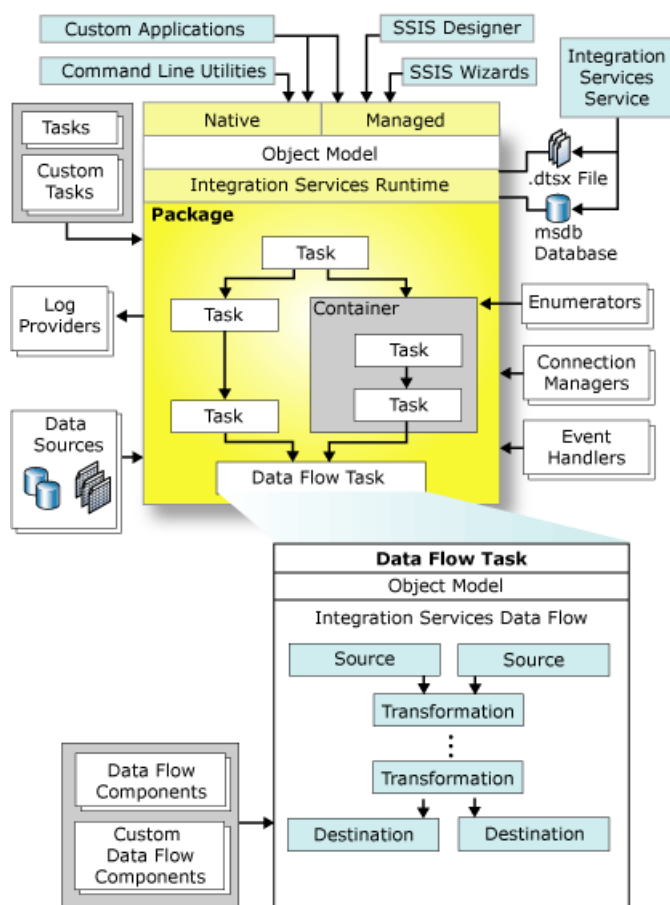 Custom Applications
SSIS Designer
Command Line Utilities
SSIS Wizards
Integration
Services
Service
Tasks
Custom
Tasks
Native
Managed
Object Model
Integration Services Runtime
.dtsx File
msdb
Database
Package
Task
Log
Providers
Task
Container
Task
Task
Task
Enumerators
Connection
Managers
Event
Handlers
Data
Sources
Data Flow Task
Data Flow Task
Object Model
Integration Services Data Flow
Source
Source
Transformation
Transformation
Destination
Destination
Data Flow
Components
Custom
Data Flow
Components